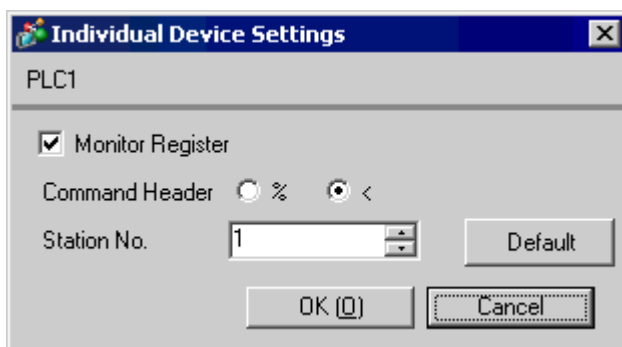 Individual Device Settings
PLC1
Monitor Register
Command Header % <
Station No. 1 Default
OK (O) Cancel